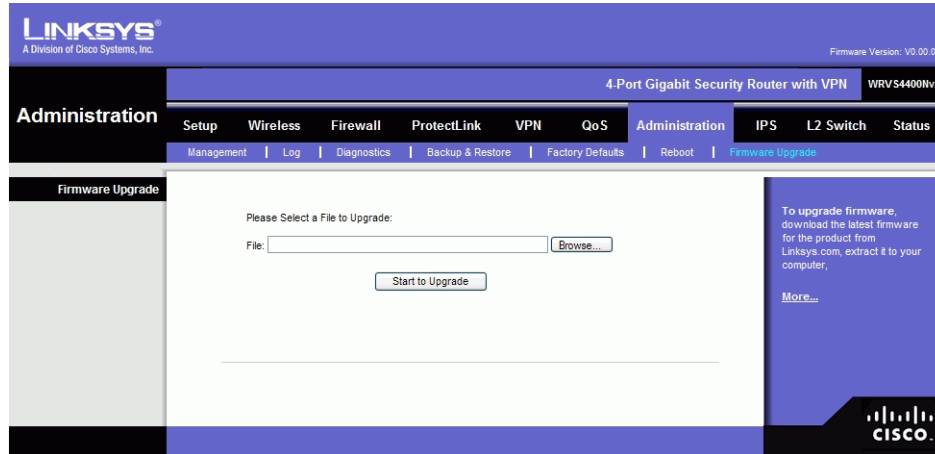 LINKSYS®
A Division of Cisco Systems, Inc.
Firmware Version: V0.00.0
4-Port Gigabit Security Router with VPN WRVS4400Nv
Administration
Setup Wireless Firewall ProtectLink VPN QoS Administration IPS L2 Switch Status
Management | Log | Diagnostics | Backup & Restore | Factory Defaults | Reboot | Firmware Upgrade
Firmware Upgrade
Please Select a File to Upgrade:
File: Browse...
Start to Upgrade
To upgrade firmware,
download the latest firmware
for the product from
Linksys.com, extract it to your
computer,
More...
CISCO.